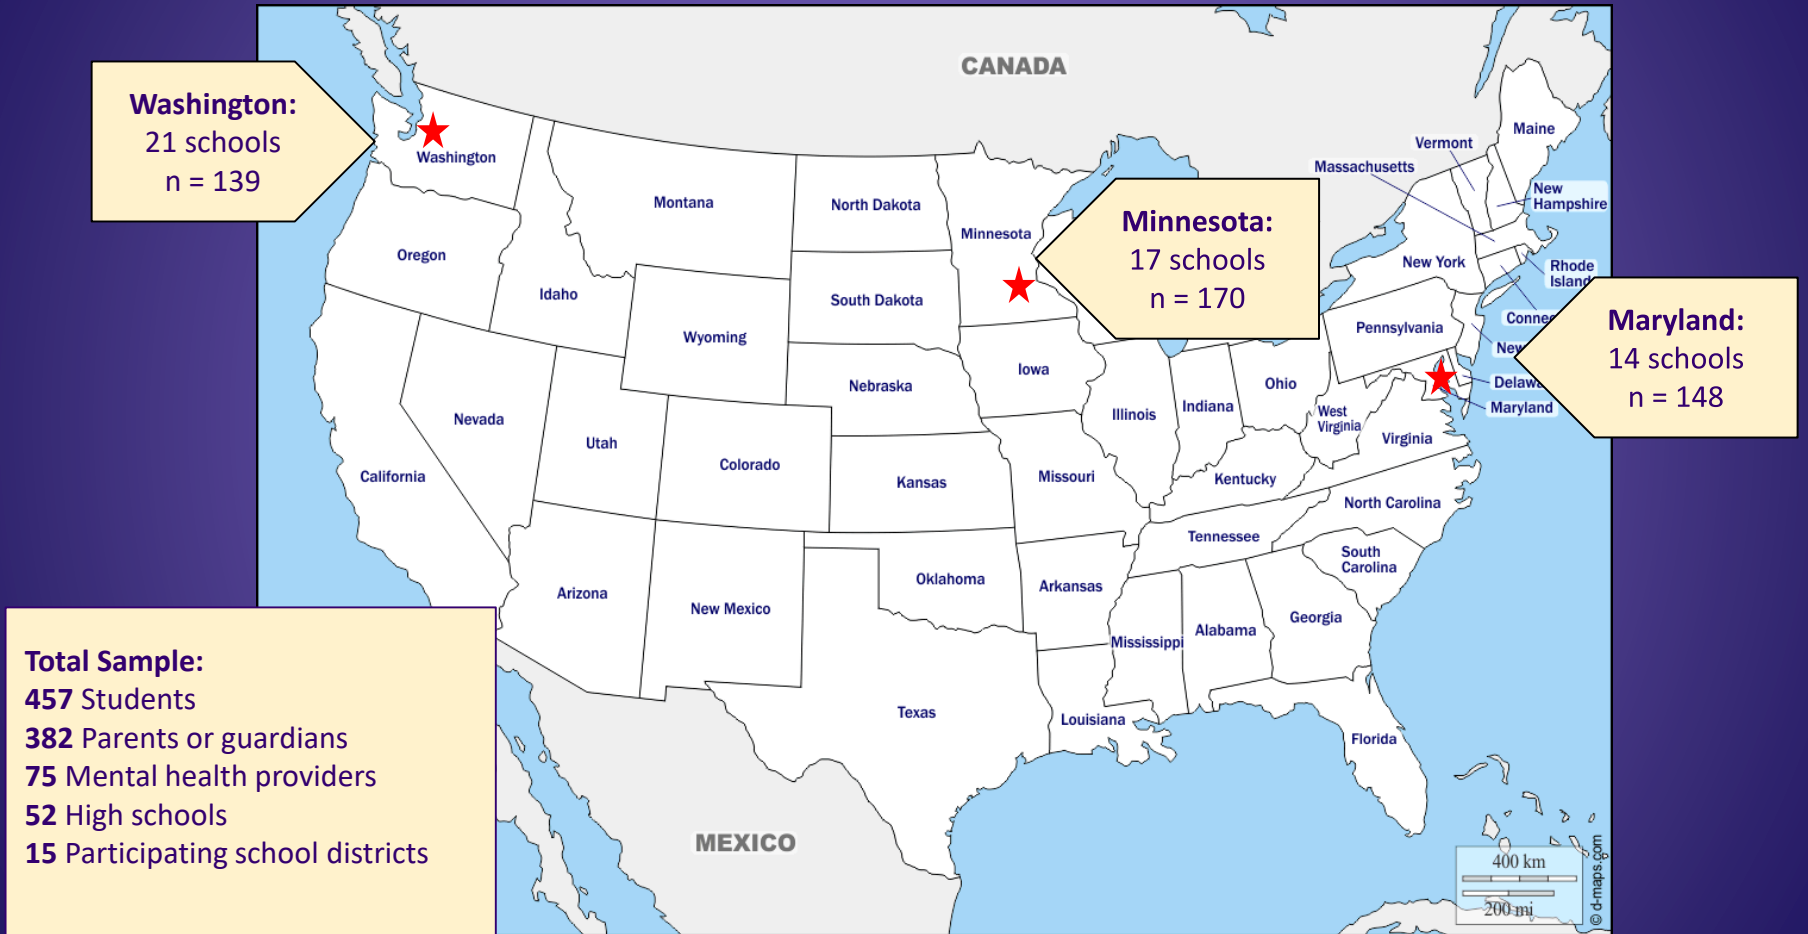 CANADA
Washington:
21 schools
n = 139
Minnesota:
17 schools
n = 170
Maryland:
14 schools
n = 148
Washington
Oregon
California
Nevada
Idaho
Montana
Wyoming
Utah
Colorado
Arizona
New Mexico
North Dakota
South Dakota
Nebraska
Kansas
Oklahoma
Texas
Minnesota
Iowa
Missouri
Arkansas
Louisiana
Illinois
Indiana
Ohio
Kentucky
Tennessee
Mississippi
Alabama
Georgia
Florida
South
Carolina
North Carolina
Virginia
West
Virginia
Pennsylvania
New York
Vermont
Massachusetts
Maine
New
Hampshire
Rhode
Island
Connec
New
Delawa
Maryland
MEXICO
Total Sample:
457 Students
382 Parents or guardians
75 Mental health providers
52 High schools
15 Participating school districts
400 km
200 mi
© d-maps.com